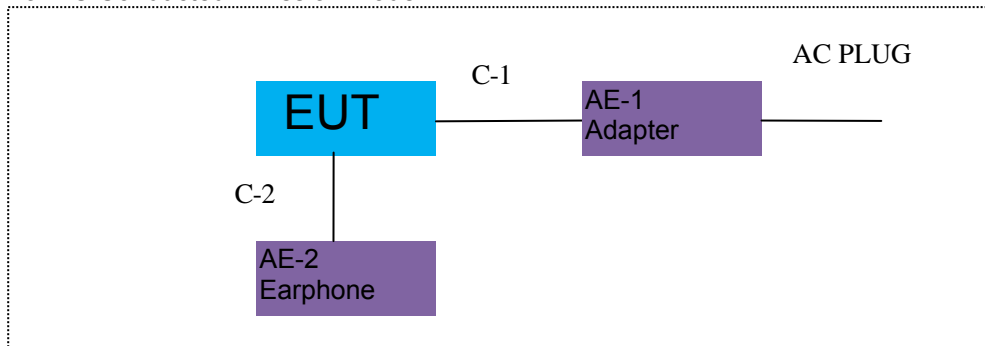 AC PLUG
C-1
EUT
AE-1
Adapter
C-2
AE-2
Earphone